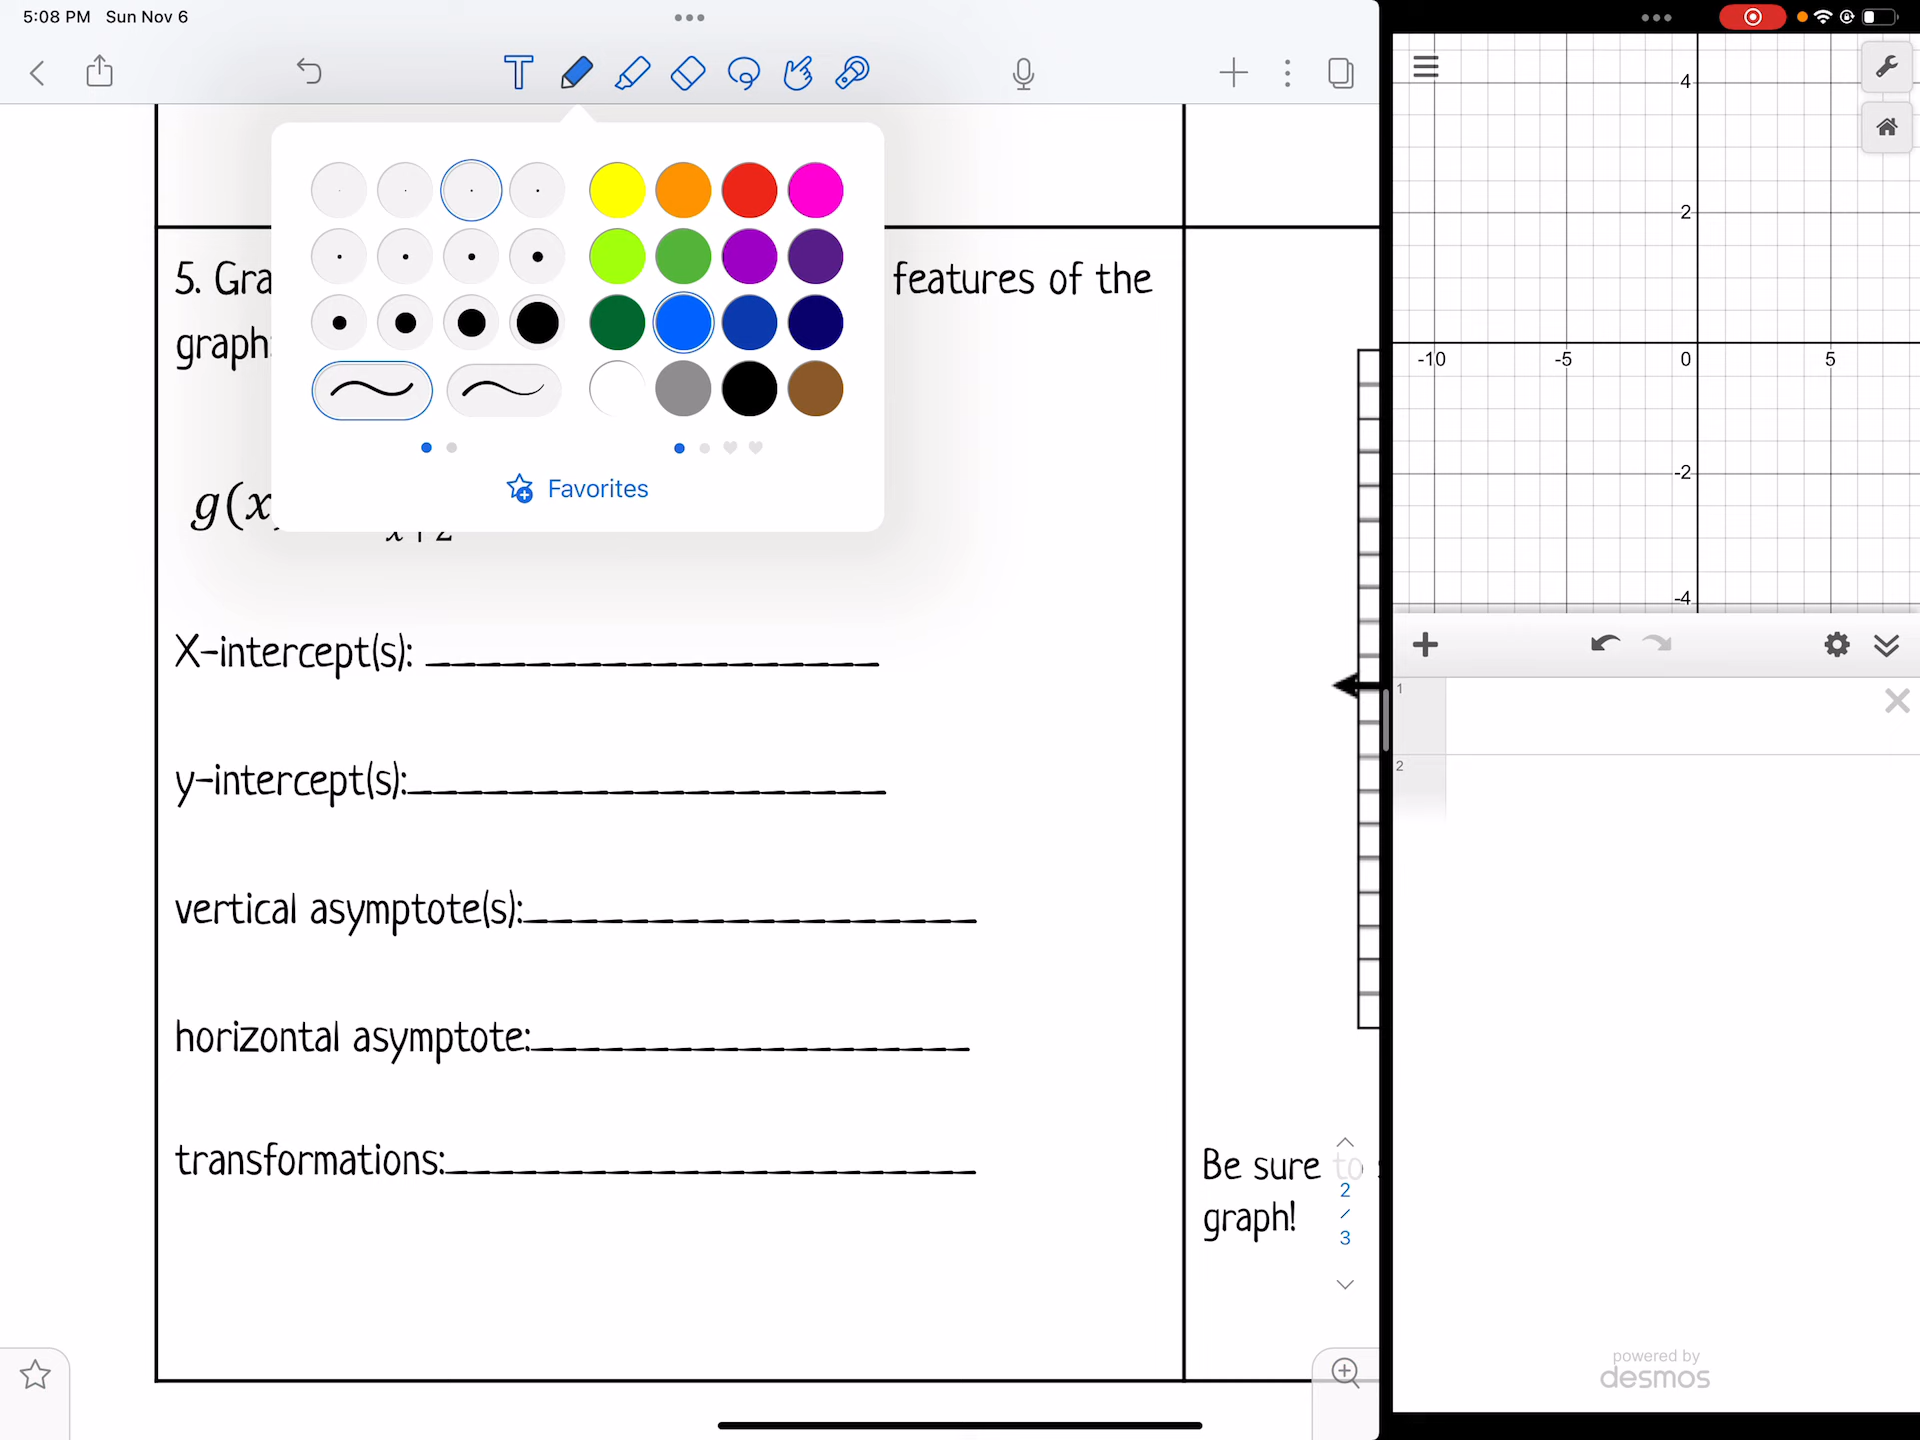 5:08 PM Sun Nov 6
5. Gra
features of the
graph:
g(x)
x + 2
Favorites
X-intercept(s):
y-intercept(s):
vertical asymptote(s):
horizontal asymptote:
transformations:
Be sure to
graph!
2
/
3
4
2
-10 -5 0 5
-2
-4
1
2
powered by
desmos